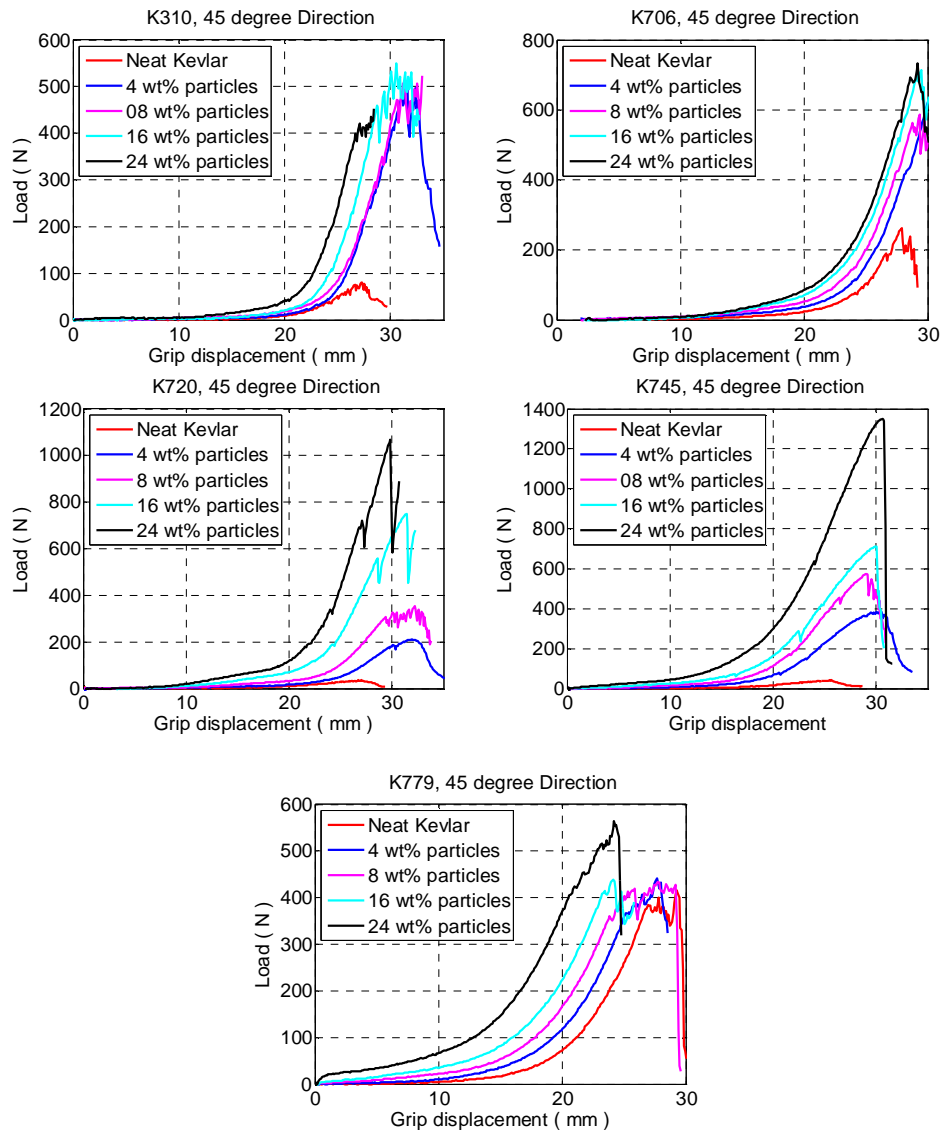 K310, 45 degree Direction
600
500
400
300
200
100
0
Load ( N )
Neat Kevlar
4 wt% particles
08 wt% particles
16 wt% particles
24 wt% particles
0 10 20 30
Grip displacement ( mm )
K706, 45 degree Direction
800
600
400
200
0
Load ( N )
Neat Kevlar
4 wt% particles
8 wt% particles
16 wt% particles
24 wt% particles
0 10 20 30
Grip displacement ( mm )
K720, 45 degree Direction
1200
1000
800
600
400
200
0
Load ( N )
Neat Kevlar
4 wt% particles
8 wt% particles
16 wt% particles
24 wt% particles
0 10 20 30
Grip displacement ( mm )
K745, 45 degree Direction
1400
1200
1000
800
600
400
200
0
Load ( N )
Neat Kevlar
4 wt% particles
08 wt% particles
16 wt% particles
24 wt% particles
0 10 20 30
Grip displacement
K779, 45 degree Direction
600
500
400
300
200
100
0
Load ( N )
Neat Kevlar
4 wt% particles
8 wt% particles
16 wt% particles
24 wt% particles
0 10 20 30
Grip displacement ( mm )